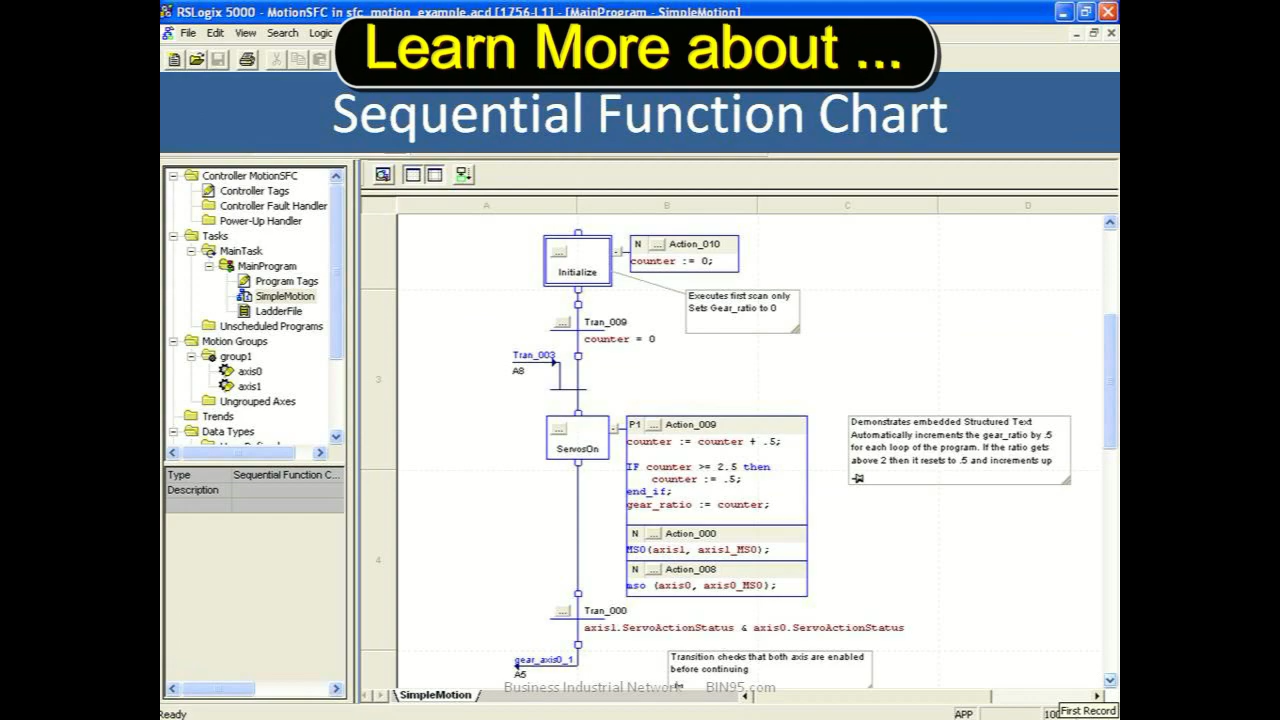 RSLogix 5000 - MotionSFC in sfc_motion_example.acd [1756-L1] - [MainProgram - SimpleMotion]
File Edit View Search Logic
Learn More about ...
Sequential Function Chart
Controller MotionSFC
Controller Tags
Controller Fault Handler
Power-Up Handler
Tasks
MainTask
MainProgram
Program Tags
SimpleMotion
LadderFile
Unscheduled Programs
Motion Groups
group1
axis0
axis1
Ungrouped Axes
Trends
Data Types
Type Sequential Function C...
Description
A B C D
3
4
Initialize
N ... Action_010
counter := 0;
Executes first scan only
Sets Gear_ratio to 0
Tran_009
counter = 0
Tran_003
A8
ServosOn
P1 ... Action_009
counter := counter + .5;
IF counter >= 2.5 then
counter := .5;
end_if;
gear_ratio := counter;
N ... Action_000
MSO(axis1, axis1_MSO);
N ... Action_008
mso (axis0, axis0_MSO);
Demonstrates embedded Structured Text
Automatically increments the gear_ratio by .5
for each loop of the program. If the ratio gets
above 2 then it resets to .5 and increments up
Tran_000
axis1.ServoActionStatus & axis0.ServoActionStatus
gear_axis0_1
A5
Transition checks that both axis are enabled
before continuing
SimpleMotion
Business Industrial Network BIN95.com
Ready
APP
100
First Record